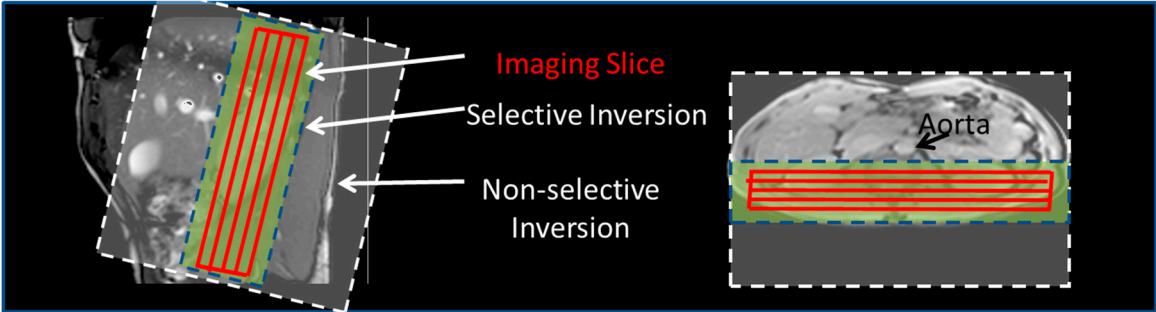 Imaging Slice
Selective Inversion
Non-selective
Inversion
Aorta